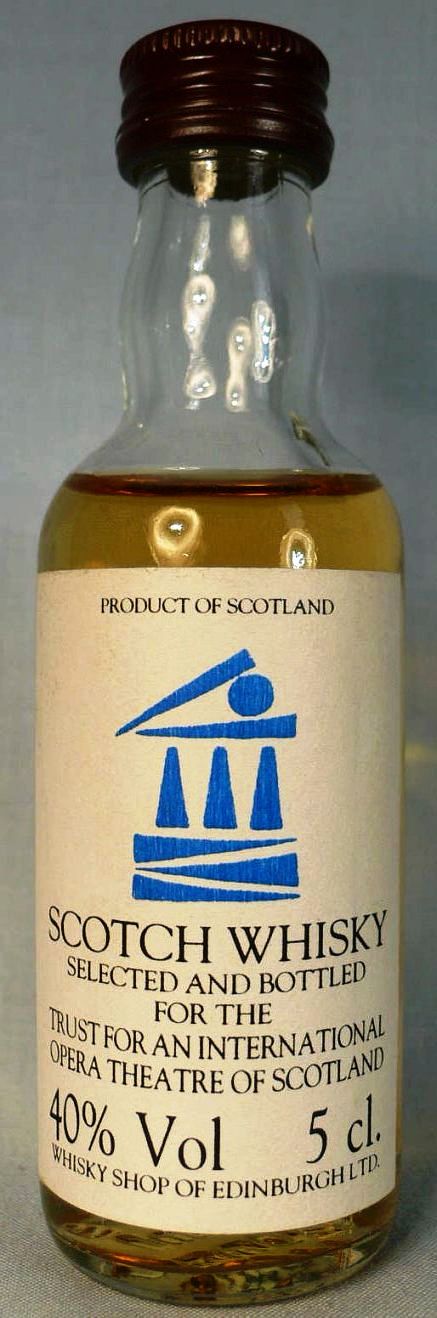 PRODUCT OF SCOTLAND
SCOTCH WHISKY
SELECTED AND BOTTLED
FOR THE
TRUST FOR AN INTERNATIONAL
OPERA THEATRE OF SCOTLAND
40% Vol 5 cl.
WHISKY SHOP OF EDINBURGH LTD.